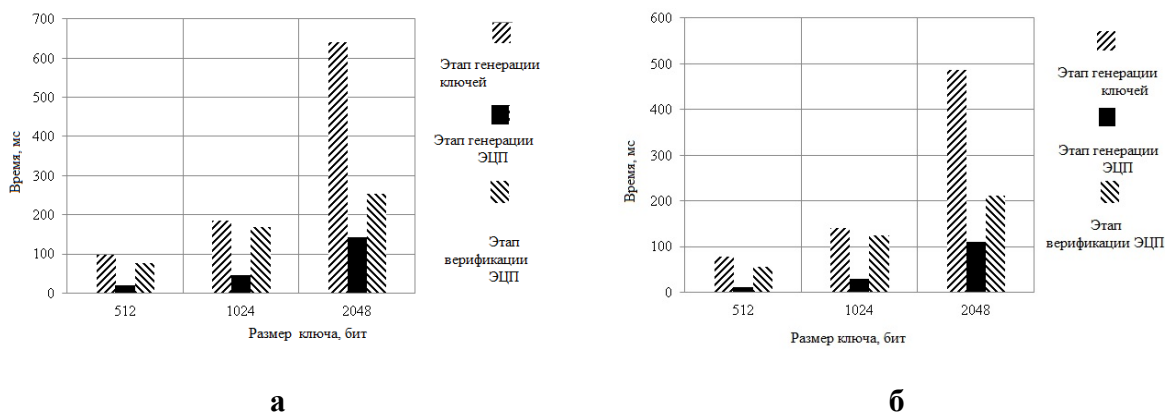 700
600
500
400
300
200
100
0
Время, мс
512
1024
2048
Размер ключа, бит
Этап генерации
ключей
Этап генерации
ЭЦП
Этап
верификации
ЭЦП
а
600
500
400
300
200
100
0
Время, мс
512
1024
2048
Размер ключа, бит
Этап генерации
ключей
Этап генерации
ЭЦП
Этап
верификации ЭЦП
б